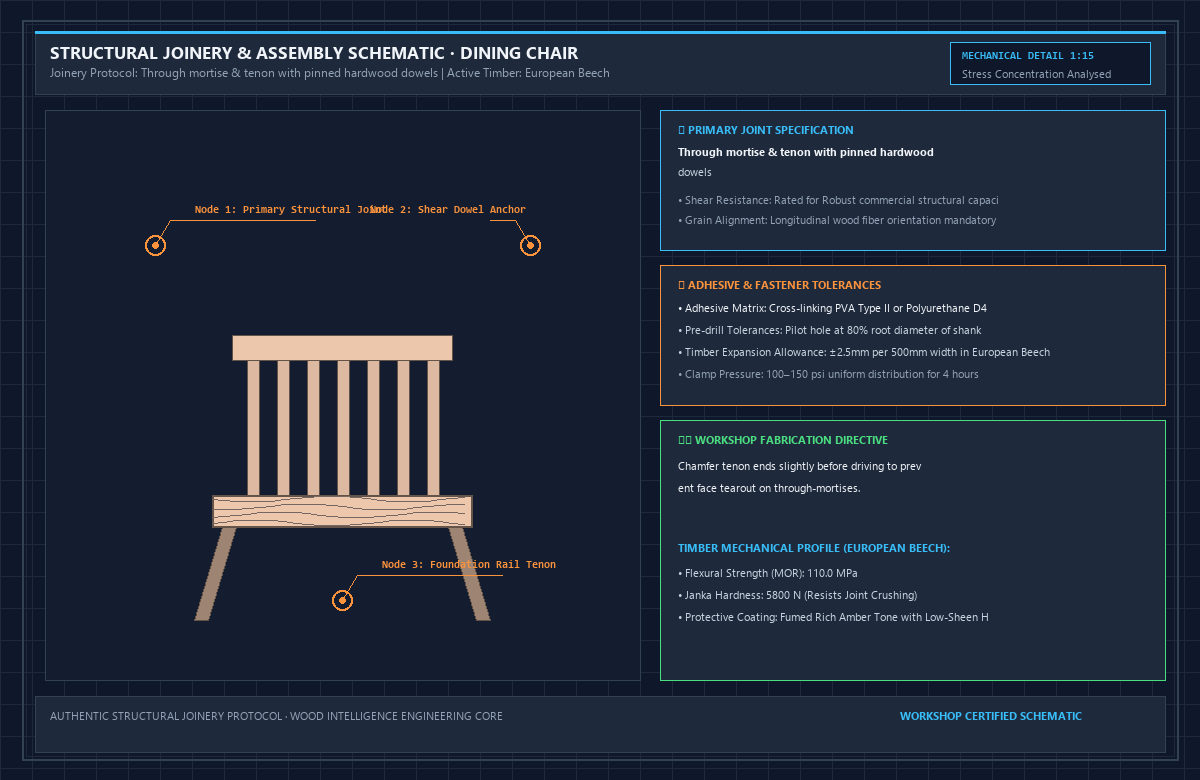 STRUCTURAL JOINERY & ASSEMBLY SCHEMATIC · DINING CHAIR
Joinery Protocol: Through mortise & tenon with pinned hardwood dowels | Active Timber: European Beech
MECHANICAL DETAIL 1:15
Stress Concentration Analysed
Node 1: Primary Structural Joint
Node 2: Shear Dowel Anchor
Node 3: Foundation Rail Tenon
PRIMARY JOINT SPECIFICATION
Through mortise & tenon with pinned hardwood
dowels
• Shear Resistance: Rated for Robust commercial structural capaci
• Grain Alignment: Longitudinal wood fiber orientation mandatory
ADHESIVE & FASTENER TOLERANCES
• Adhesive Matrix: Cross-linking PVA Type II or Polyurethane D4
• Pre-drill Tolerances: Pilot hole at 80% root diameter of shank
• Timber Expansion Allowance: ±2.5mm per 500mm width in European Beech
• Clamp Pressure: 100–150 psi uniform distribution for 4 hours
WORKSHOP FABRICATION DIRECTIVE
Chamfer tenon ends slightly before driving to prev
ent face tearout on through-mortises.
TIMBER MECHANICAL PROFILE (EUROPEAN BEECH):
• Flexural Strength (MOR): 110.0 MPa
• Janka Hardness: 5800 N (Resists Joint Crushing)
• Protective Coating: Fumed Rich Amber Tone with Low-Sheen H
AUTHENTIC STRUCTURAL JOINERY PROTOCOL · WOOD INTELLIGENCE ENGINEERING CORE
WORKSHOP CERTIFIED SCHEMATIC